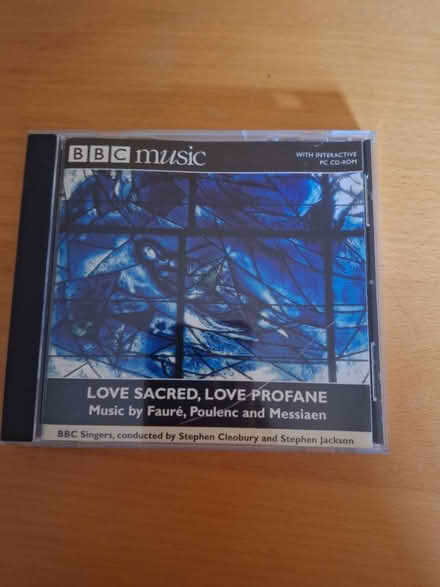 BBC music
WITH INTERACTIVE
PC CD-ROM
LOVE SACRED, LOVE PROFANE
Music by Fauré, Poulenc and Messiaen
BBC Singers, conducted by Stephen Cleobury and Stephen Jackson